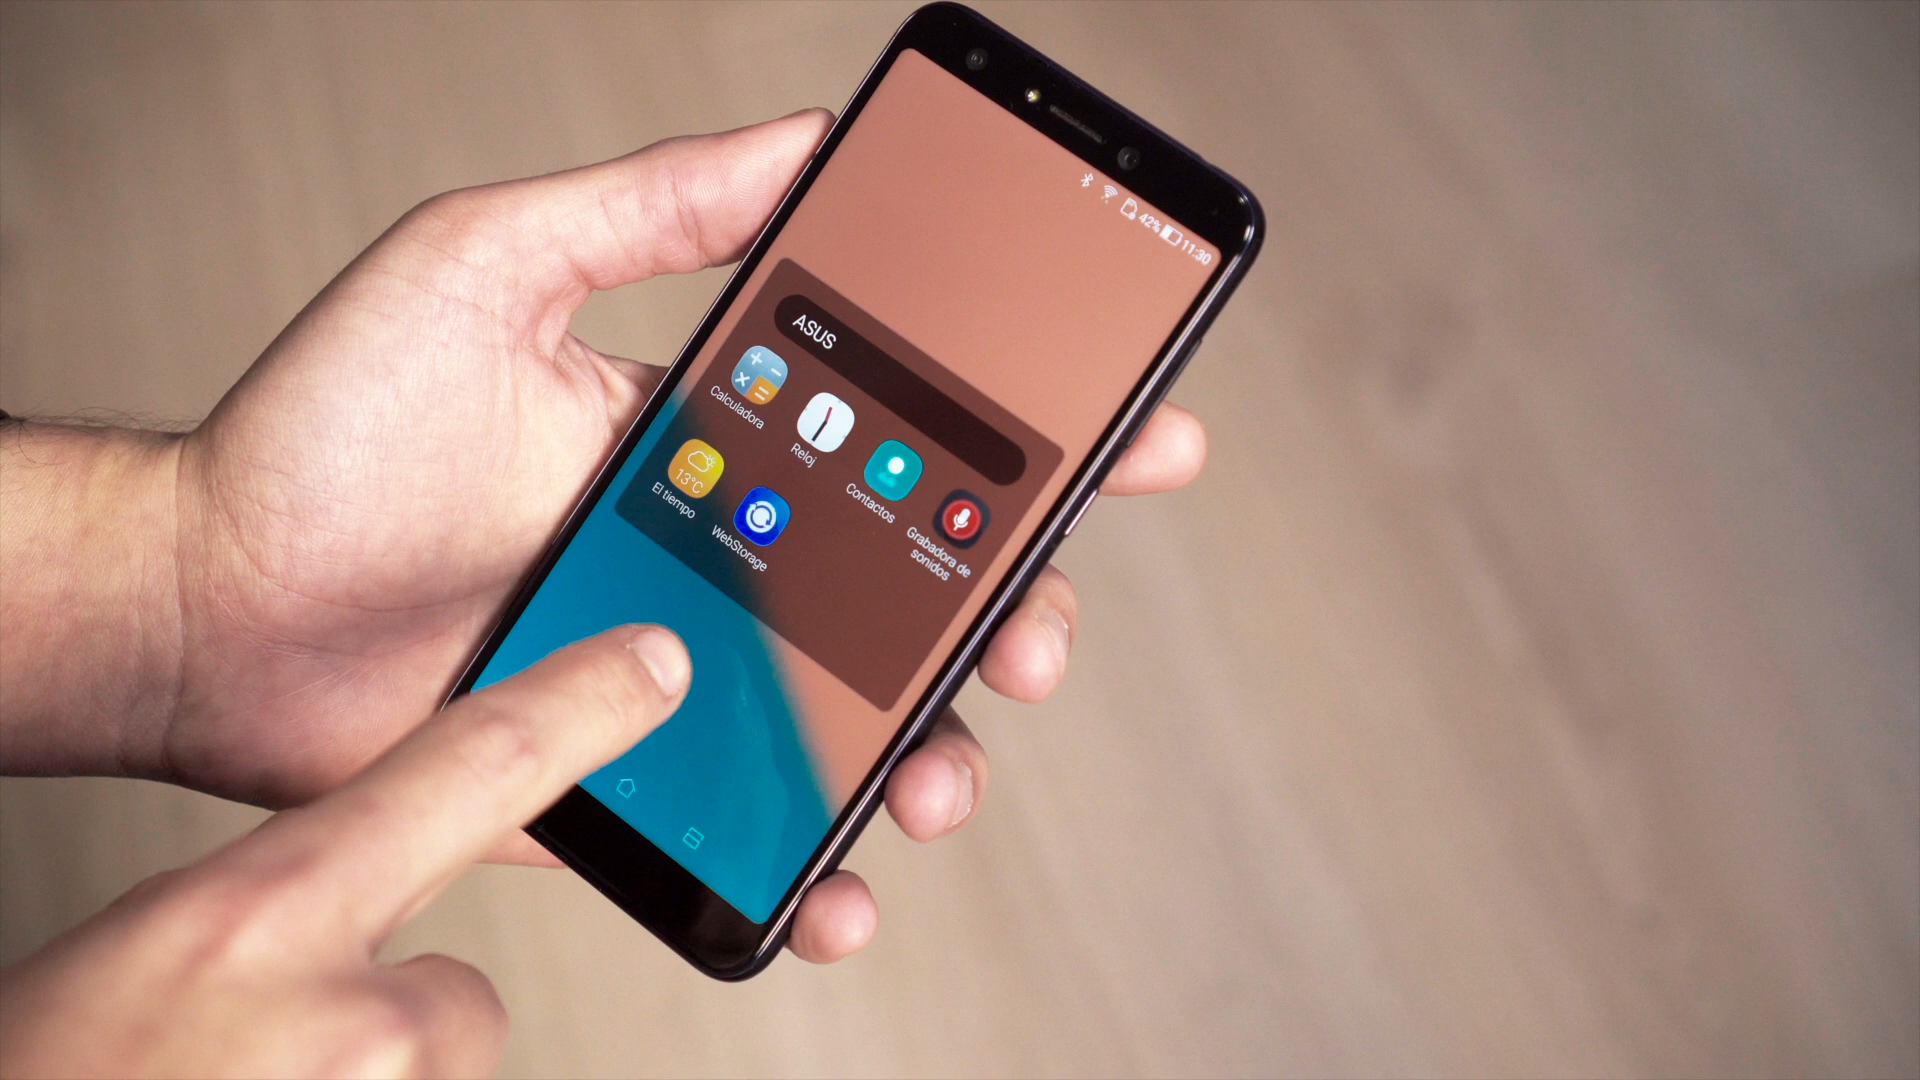 42% 11:30
ASUS
Calculadora
Reloj
Contactos
Grabadora de
sonidos
13°C
El tiempo
WebStorage